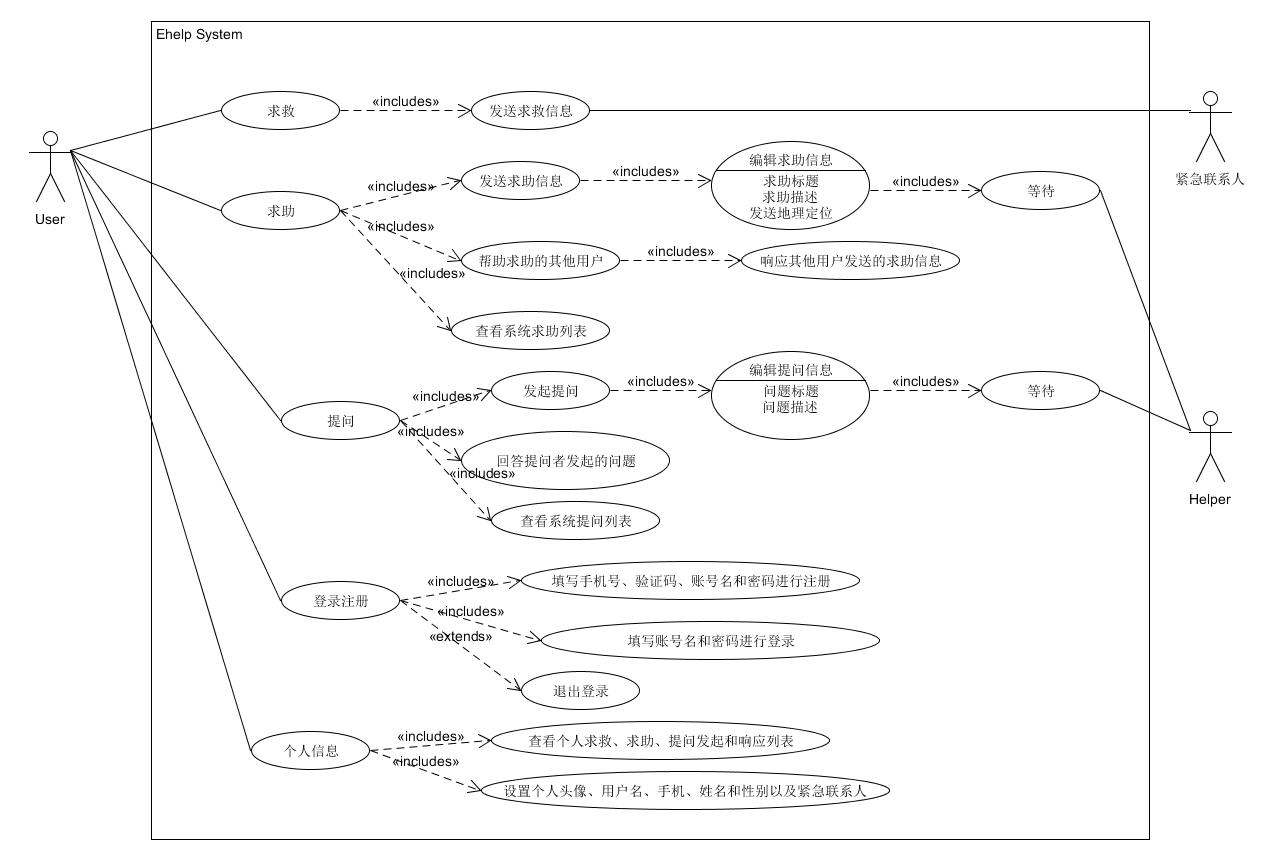 Ehelp System
求救
«includes»
发送求救信息
紧急联系人
User
求助
«includes»
发送求助信息
«includes»
编辑求助信息
求助标题
求助描述
发送地理定位
«includes»
等待
«includes»
帮助求助的其他用户
«includes»
响应其他用户发送的求助信息
«includes»
查看系统求助列表
提问
«includes»
发起提问
«includes»
编辑提问信息
问题标题
问题描述
«includes»
等待
Helper
«includes»
回答提问者发起的问题
«includes»
查看系统提问列表
登录注册
«includes»
填写手机号、验证码、账号名和密码进行注册
«includes»
填写账号名和密码进行登录
«extends»
退出登录
个人信息
«includes»
查看个人求救、求助、提问发起和响应列表
«includes»
设置个人头像、用户名、手机、姓名和性别以及紧急联系人